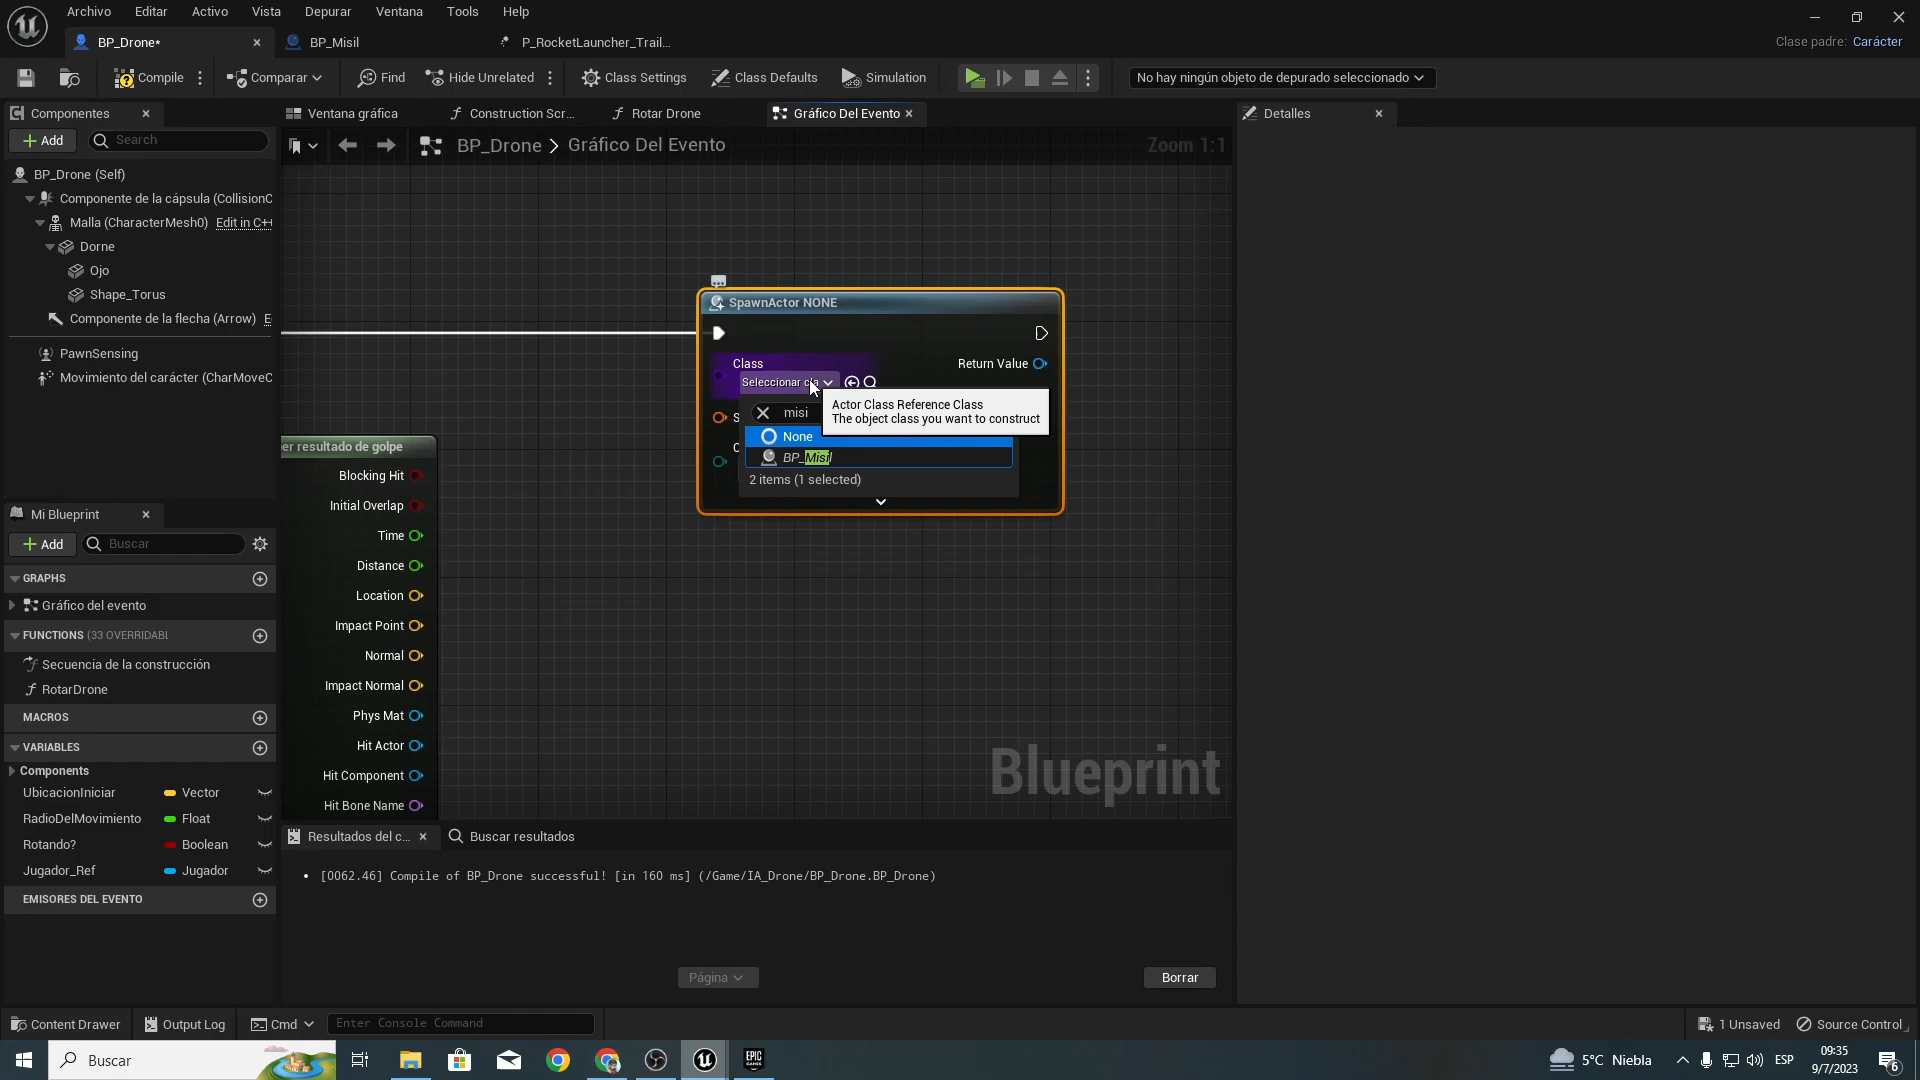 Archivo Editar Activo Vista Depurar Ventana Tools Help
BP_Drone* BP_Misil P_RocketLauncher_Trail... Clase padre: Carácter
Compile Comparar Find Hide Unrelated Class Settings Class Defaults Simulation No hay ningún objeto de depurado seleccionado
Componentes Ventana gráfica Construction Scr... Rotar Drone Gráfico Del Evento Detalles
Add Search BP_Drone > Gráfico Del Evento Zoom 1:1
BP_Drone (Self)
Componente de la cápsula (CollisionC
Malla (CharacterMesh0) Edit in C++
Dorne
Ojo
Shape_Torus
Componente de la flecha (Arrow) E
PawnSensing
Movimiento del carácter (CharMoveC
SpawnActor NONE
Class Return Value
Seleccionar cla
Actor Class Reference Class
The object class you want to construct
misi
S
None
C
BP_Misil
2 items (1 selected)
er resultado de golpe
Blocking Hit
Initial Overlap
Time
Distance
Location
Impact Point
Normal
Impact Normal
Phys Mat
Hit Actor
Hit Component
Hit Bone Name
Blueprint
Mi Blueprint
Add Buscar
GRAPHS
Gráfico del evento
FUNCTIONS (33 OVERRIDABL
Secuencia de la construcción
RotarDrone
MACROS
VARIABLES
Components
UbicacionIniciar Vector
RadioDelMovimiento Float
Rotando? Boolean
Jugador_Ref Jugador
EMISORES DEL EVENTO
Resultados del c... Buscar resultados
• [0062.46] Compile of BP_Drone successful! [in 160 ms] (/Game/IA_Drone/BP_Drone.BP_Drone)
Página Borrar
Content Drawer Output Log Cmd Enter Console Command 1 Unsaved Source Control
Buscar EPIC GAMES 5°C Niebla ESP 09:35
9/7/2023 6